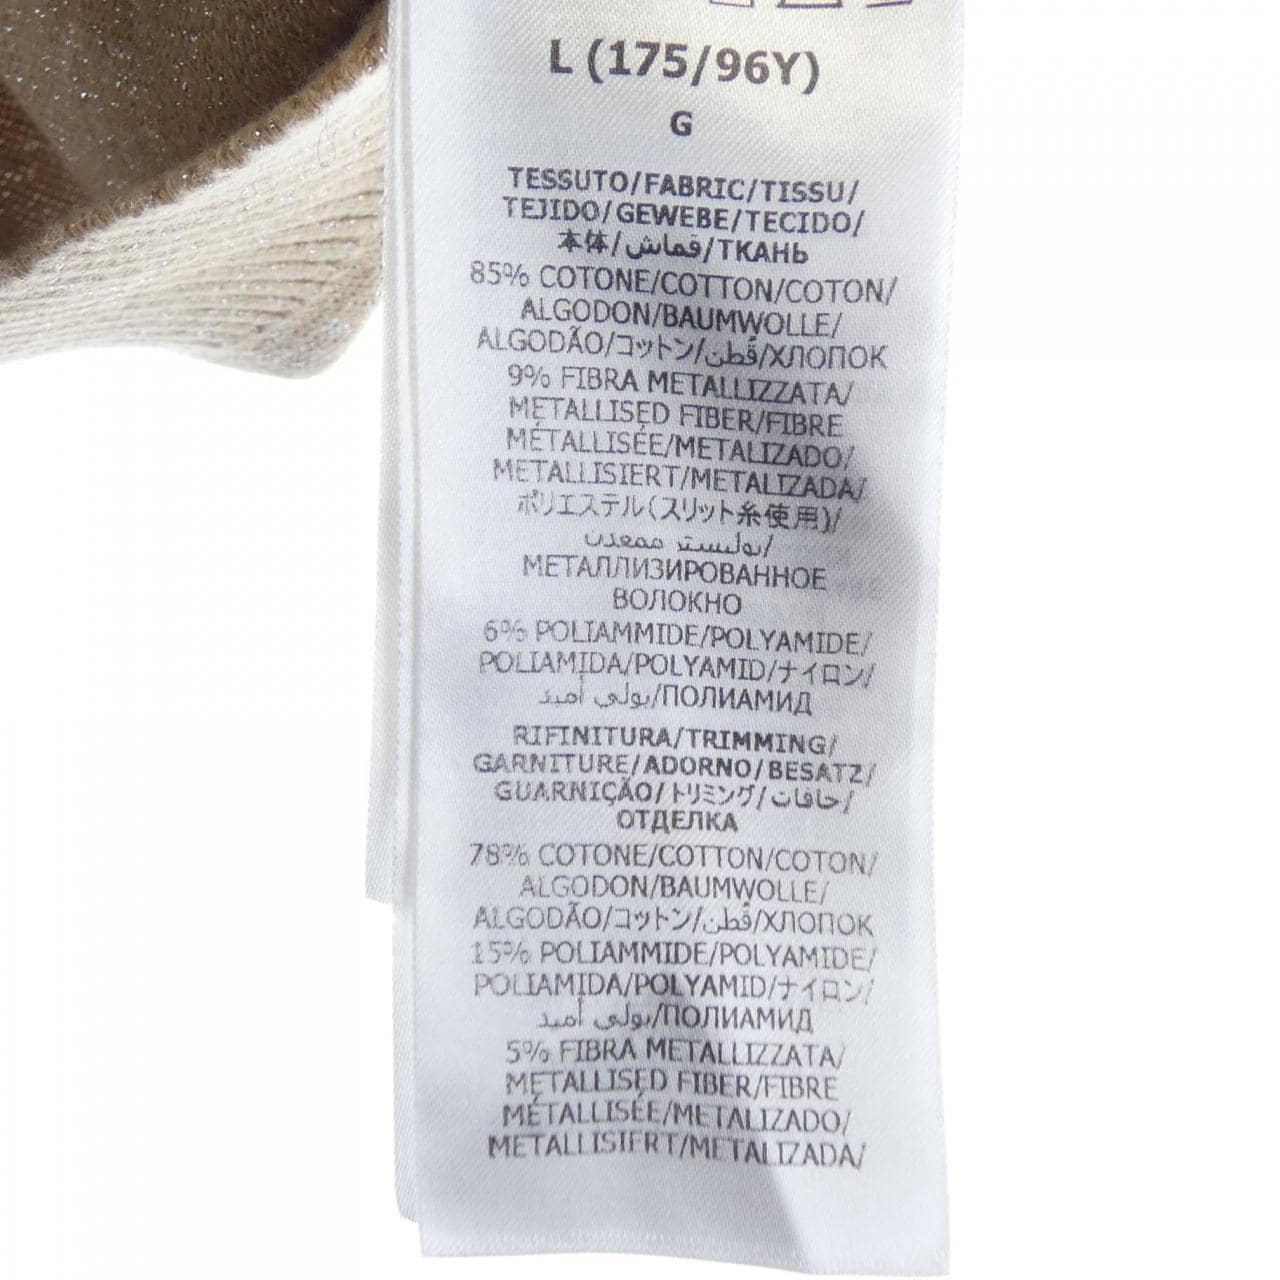 L (175/96Y)
G
TESSUTO/FABRIC/TISSU/
TEJIDO/GEWEBE/TECIDO/
本体/قماش/ТКАНЬ
85% COTONE/COTTON/COTON/
ALGODON/BAUMWOLLE/
ALGODÃO/コットン/قطن/ХЛОПОК
9% FIBRA METALLIZZATA/
METALLISED FIBER/FIBRE
MÉTALLISÉE/METALIZADO/
METALLISIERT/METALIZADA/
ポリエステル(スリット糸使用)/
بوليستر ممعدن/
МЕТАЛЛИЗИРОВАННОЕ
ВОЛОКНО
6% POLIAMMIDE/POLYAMIDE/
POLIAMIDA/POLYAMID/ナイロン/
بولي أميد/ПОЛИАМИД
RIFINITURA/TRIMMING/
GARNITURE/ADORNO/BESATZ/
GUARNIÇÃO/トリミング/حافات/
ОТДЕЛКА
78% COTONE/COTTON/COTON/
ALGODON/BAUMWOLLE/
ALGODÃO/コットン/قطن/ХЛОПОК
15% POLIAMMIDE/POLYAMIDE/
POLIAMIDA/POLYAMID/ナイロン/
بولي أميد/ПОЛИАМИД
5% FIBRA METALLIZZATA/
METALLISED FIBER/FIBRE
MÉTALLISÉE/METALIZADO/
METALLISIERT/METALIZADA/